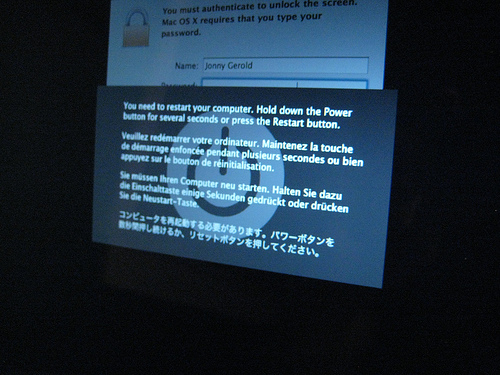 You must authenticate to unlock the screen.
Mac OS X requires that you type your
password.
Name: Jonny Gerold
You need to restart your computer. Hold down the Power
button for several seconds or press the Restart button.
Veuillez redémarrer votre ordinateur. Maintenez la touche
de démarrage enfoncée pendant plusieurs secondes ou bien
appuyez sur le bouton de réinitialisation.
Sie müssen Ihren Computer neu starten. Halten Sie dazu
die Einschalttaste einige Sekunden gedrückt oder drücken
Sie die Neustart-Taste.
コンピュータを再起動する必要があります。パワーボタンを
数秒間押し続けるか、リセットボタンを押してください。